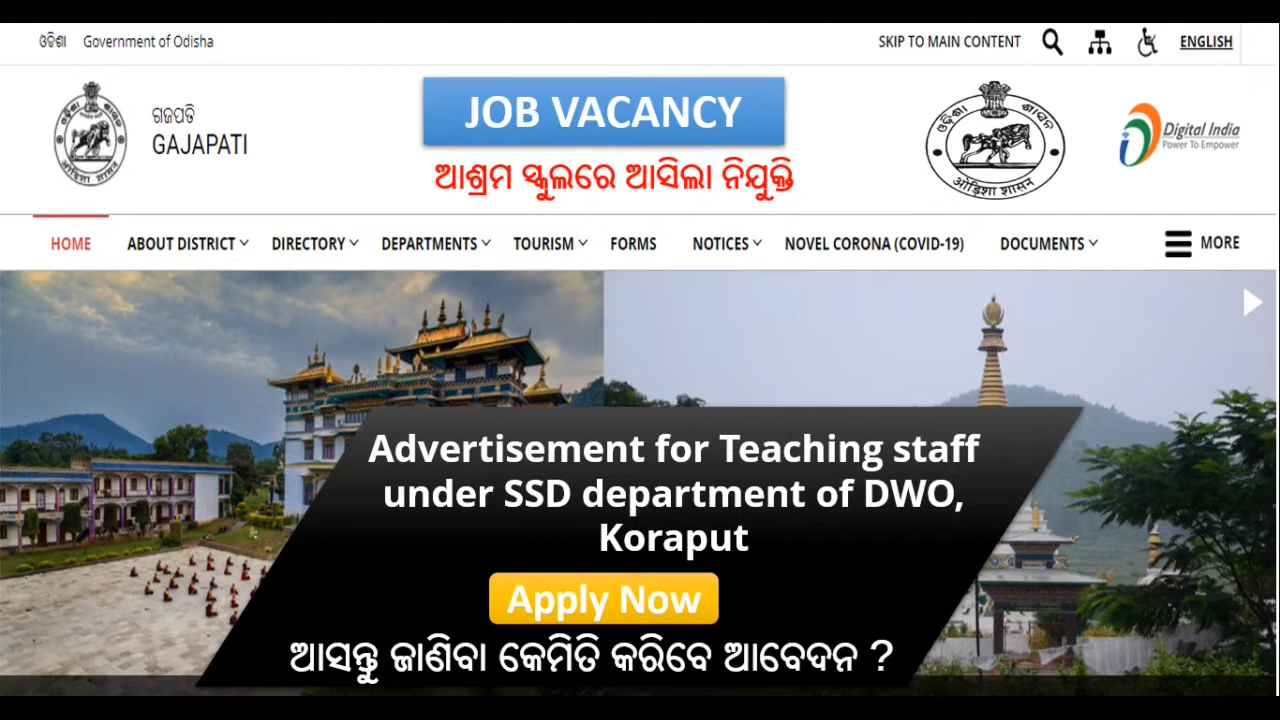 ଓଡିଶା Government of Odisha
SKIP TO MAIN CONTENT ENGLISH
ଗଜପତି
GAJAPATI
JOB VACANCY
ଆଶ୍ରମ ସ୍କୁଲରେ ଆସିଲା ନିଯୁକ୍ତି
Digital India
Power To Empower
HOME ABOUT DISTRICT DIRECTORY DEPARTMENTS TOURISM FORMS NOTICES NOVEL CORONA (COVID-19) DOCUMENTS MORE
Advertisement for Teaching staff
under SSD department of DWO,
Koraput
Apply Now
ଆସନ୍ତୁ ଜାଣିବା କେମିତି କରିବେ ଆବେଦନ ?